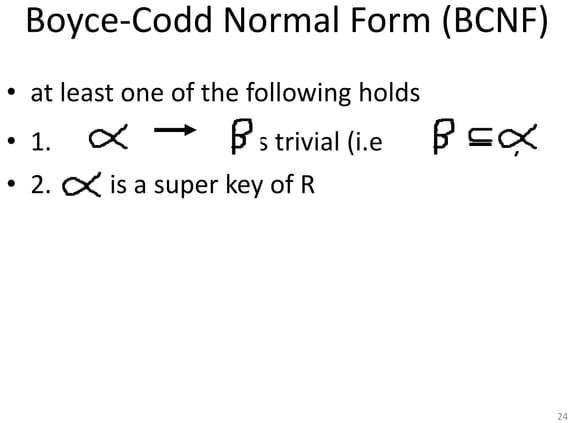 Boyce-Codd Normal Form (BCNF)
• at least one of the following holds
• 1. α → β s trivial (i.e β ⊆ α,
• 2. α is a super key of R
24